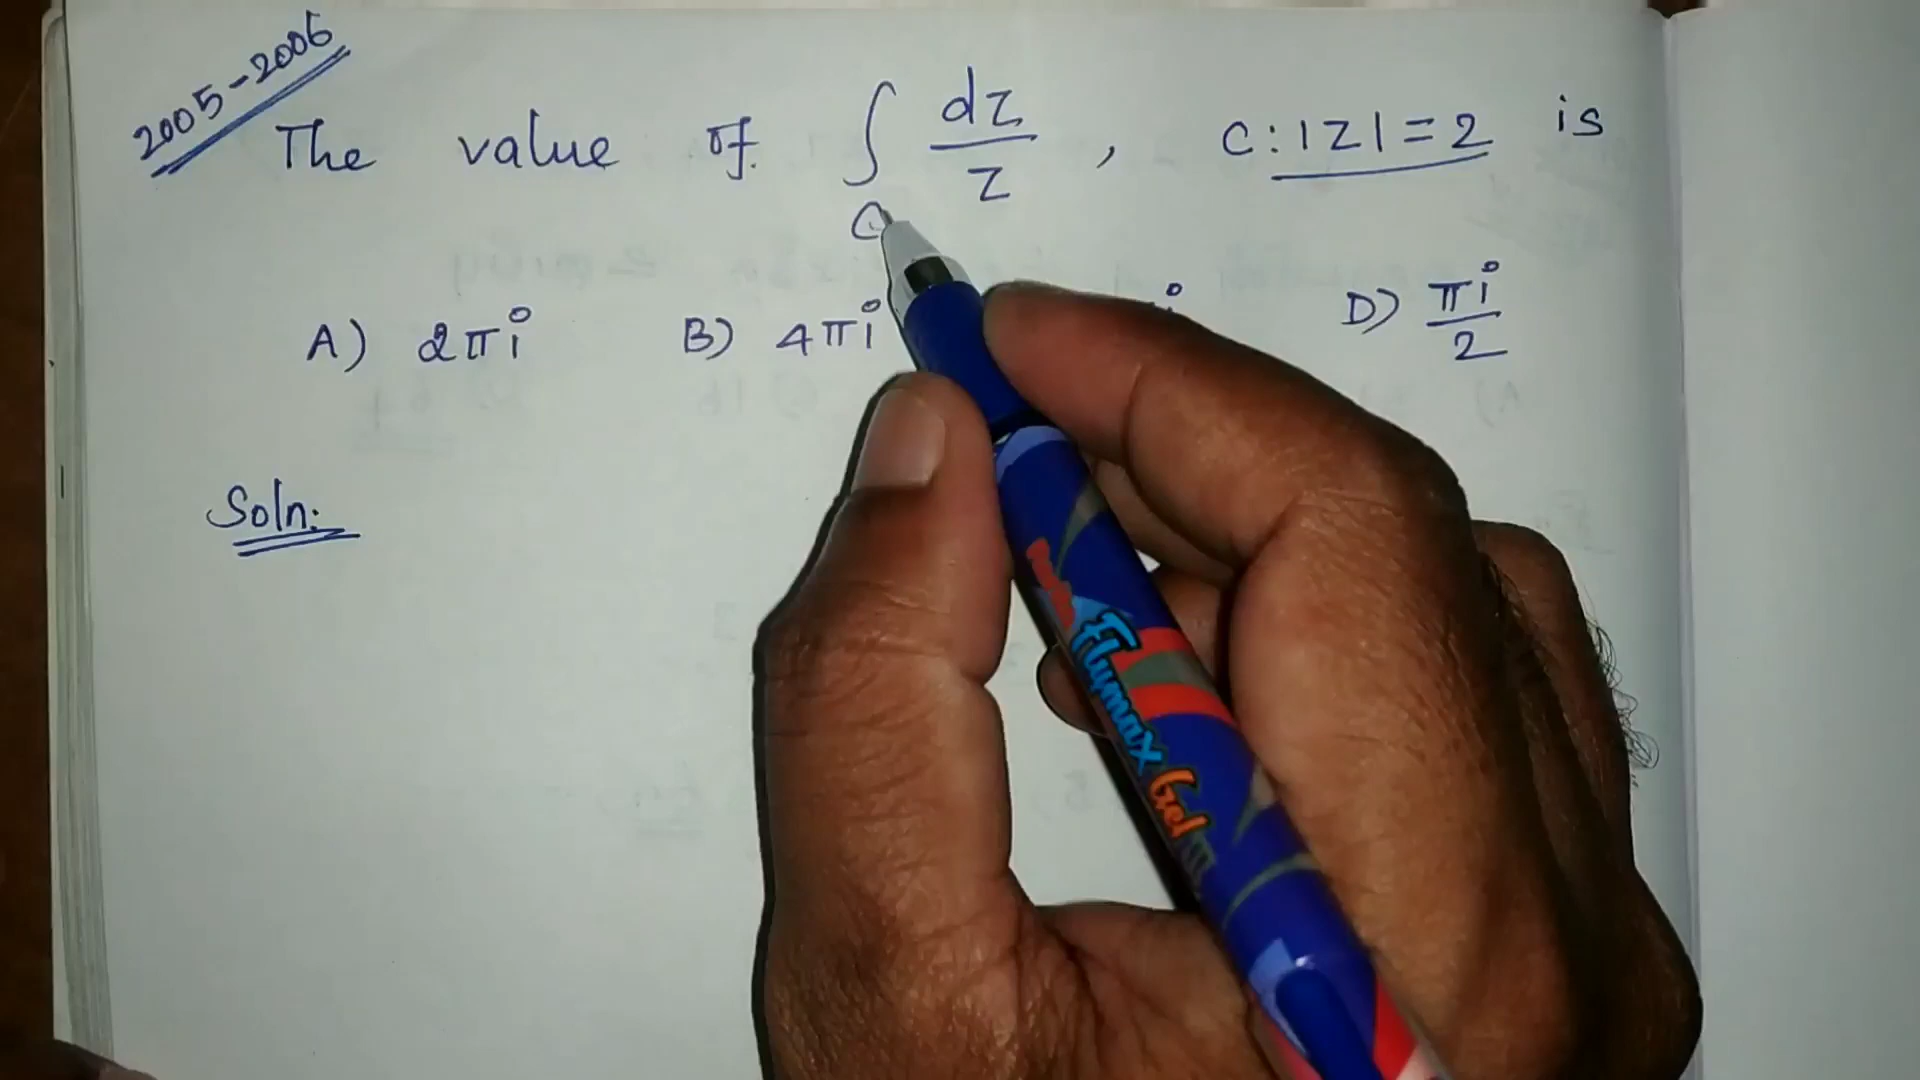 2005-2006
The value of ∫ dz/z, C: |z| = 2 is
C
A) 2πi B) 4πi i D) πi/2
Soln:
Flymax Gel